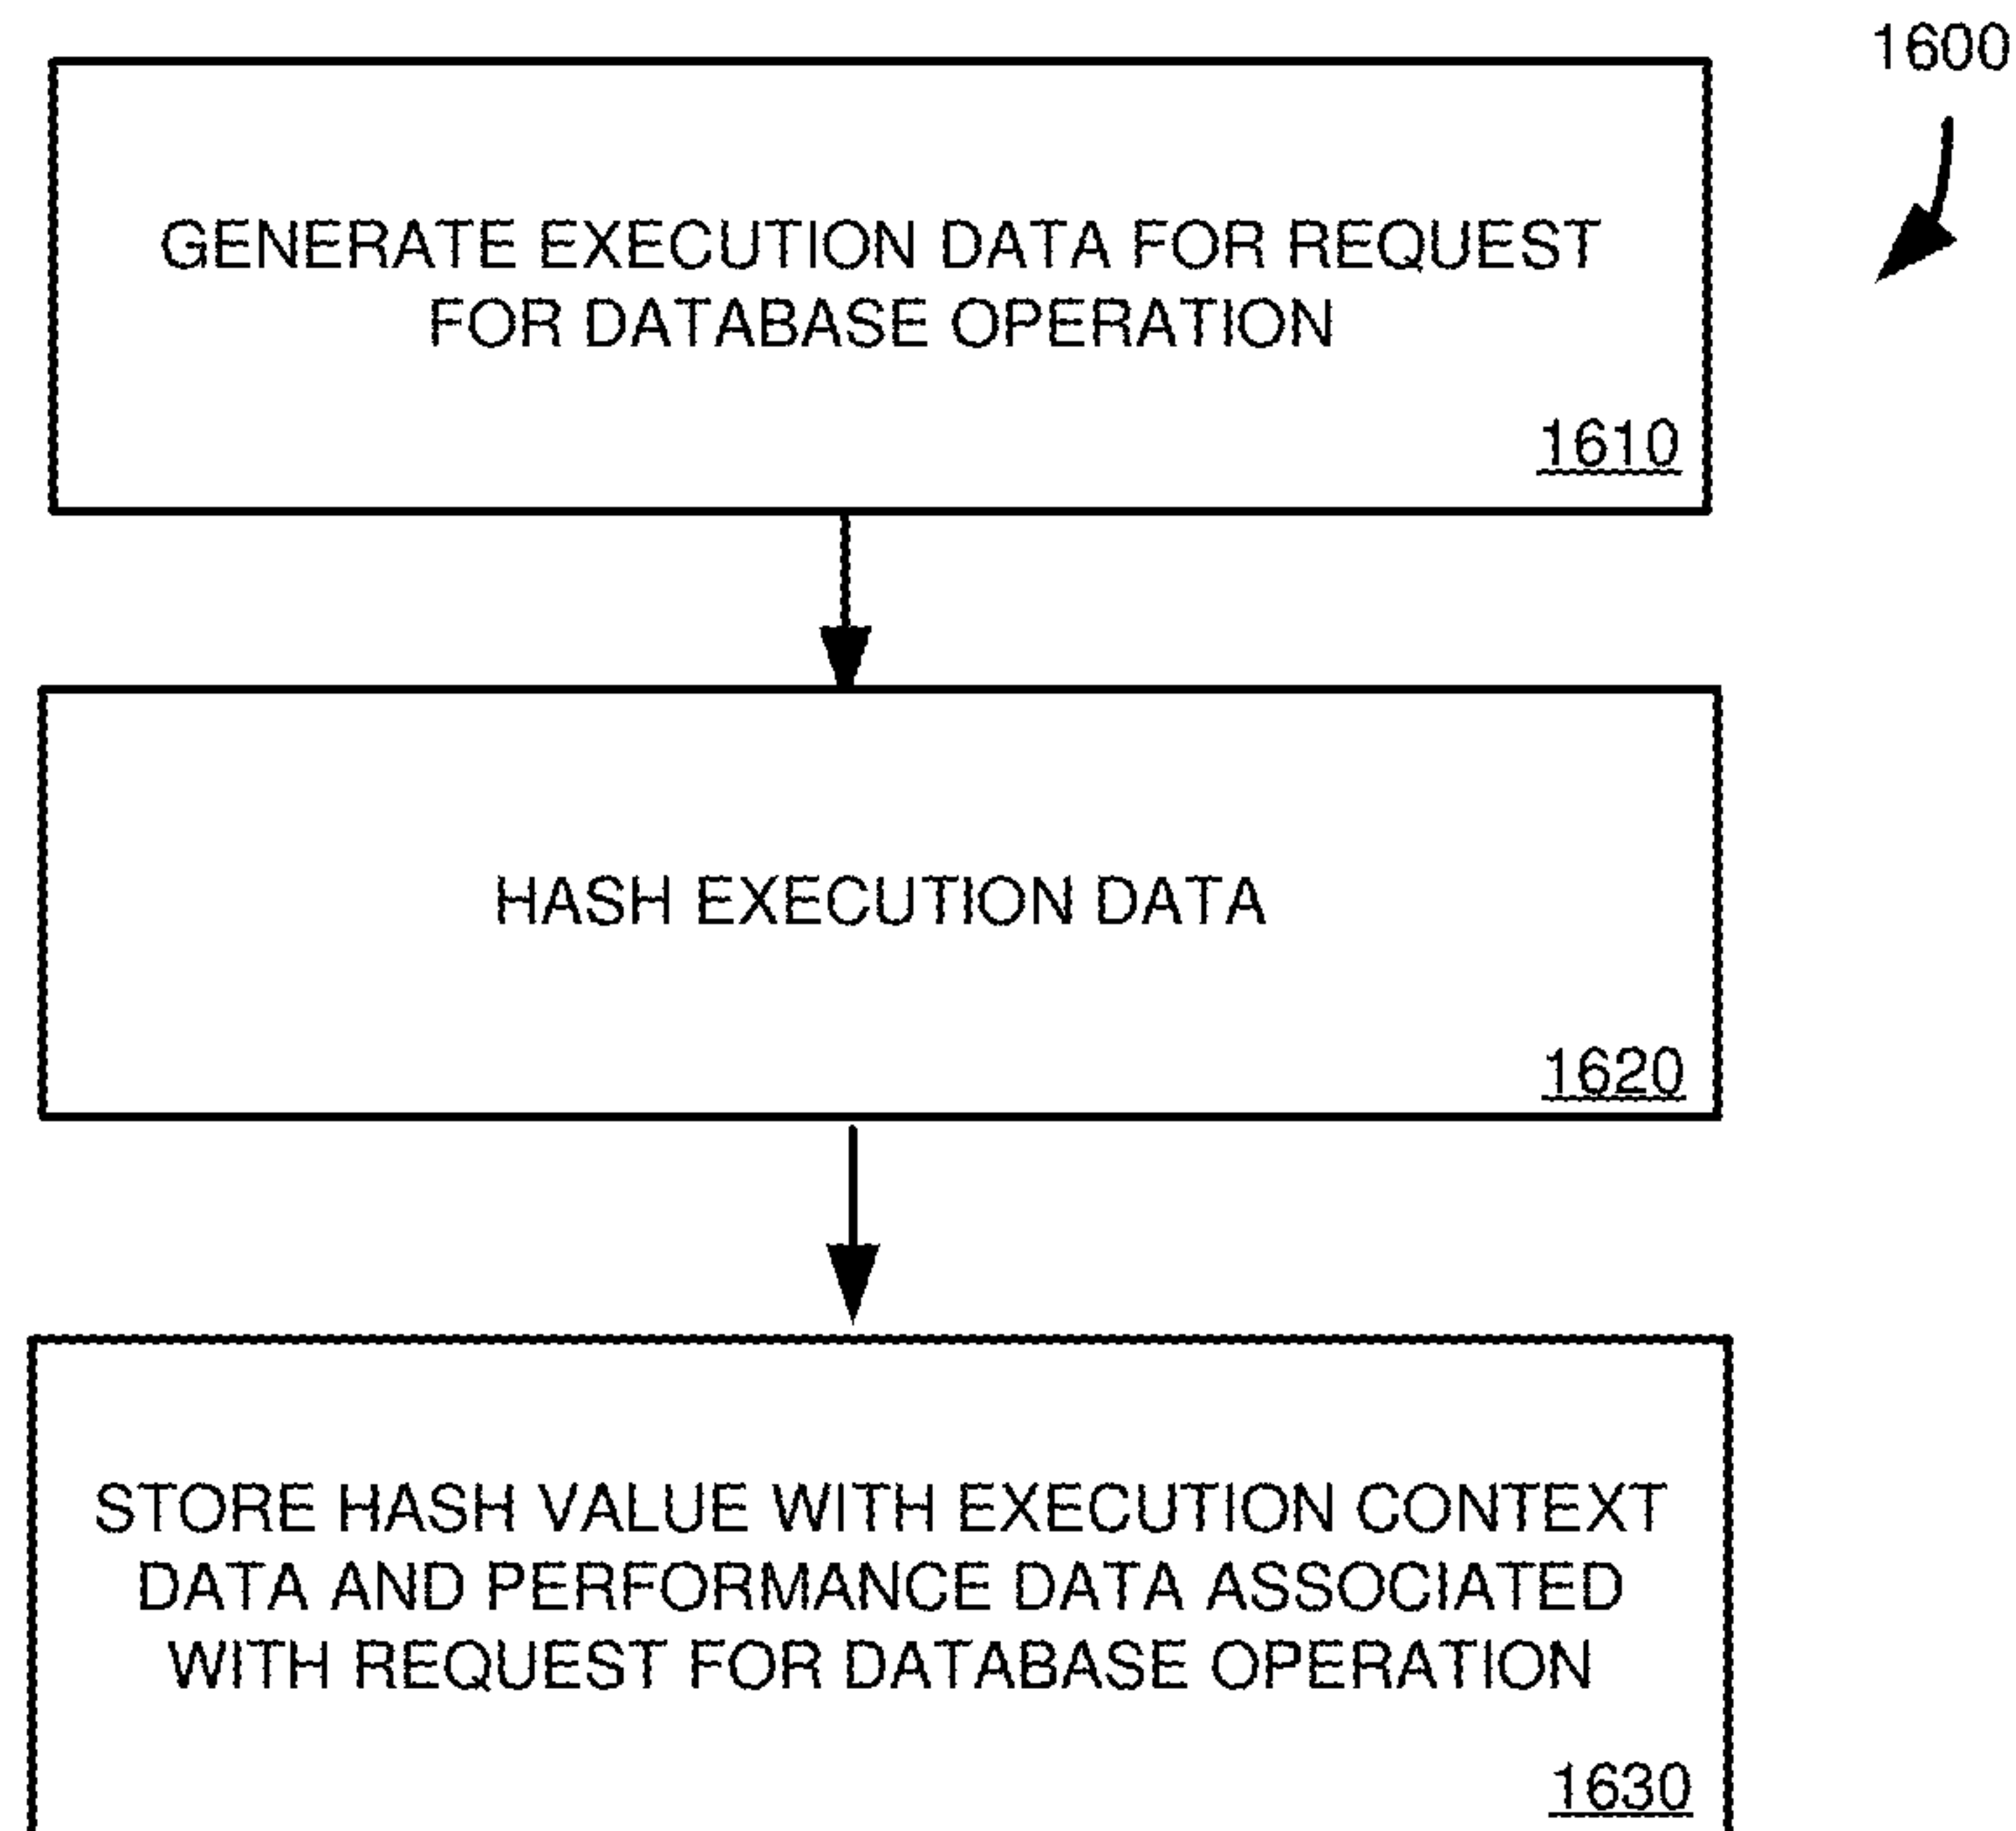 1600
GENERATE EXECUTION DATA FOR REQUEST
FOR DATABASE OPERATION
1610
HASH EXECUTION DATA
1620
STORE HASH VALUE WITH EXECUTION CONTEXT
DATA AND PERFORMANCE DATA ASSOCIATED
WITH REQUEST FOR DATABASE OPERATION
1630